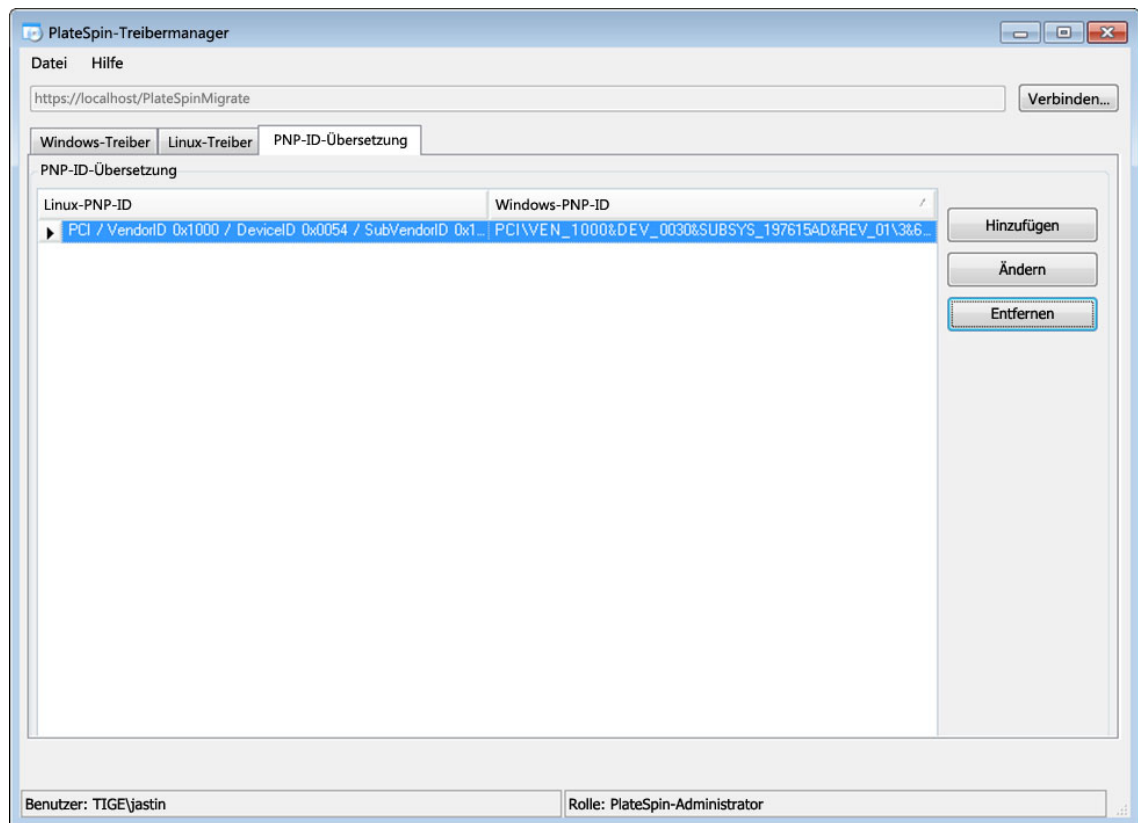 PlateSpin-Treibermanager
Datei Hilfe
https://localhost/PlateSpinMigrate Verbinden...
Windows-Treiber Linux-Treiber PNP-ID-Übersetzung
PNP-ID-Übersetzung
Linux-PNP-ID Windows-PNP-ID
PCI / VendorID 0x1000 / DeviceID 0x0054 / SubVendorID 0x1... PCI\VEN_1000&DEV_0030&SUBSYS_197615AD&REV_01\3&6...
Hinzufügen
Ändern
Entfernen
Benutzer: TIGE\jastin Rolle: PlateSpin-Administrator